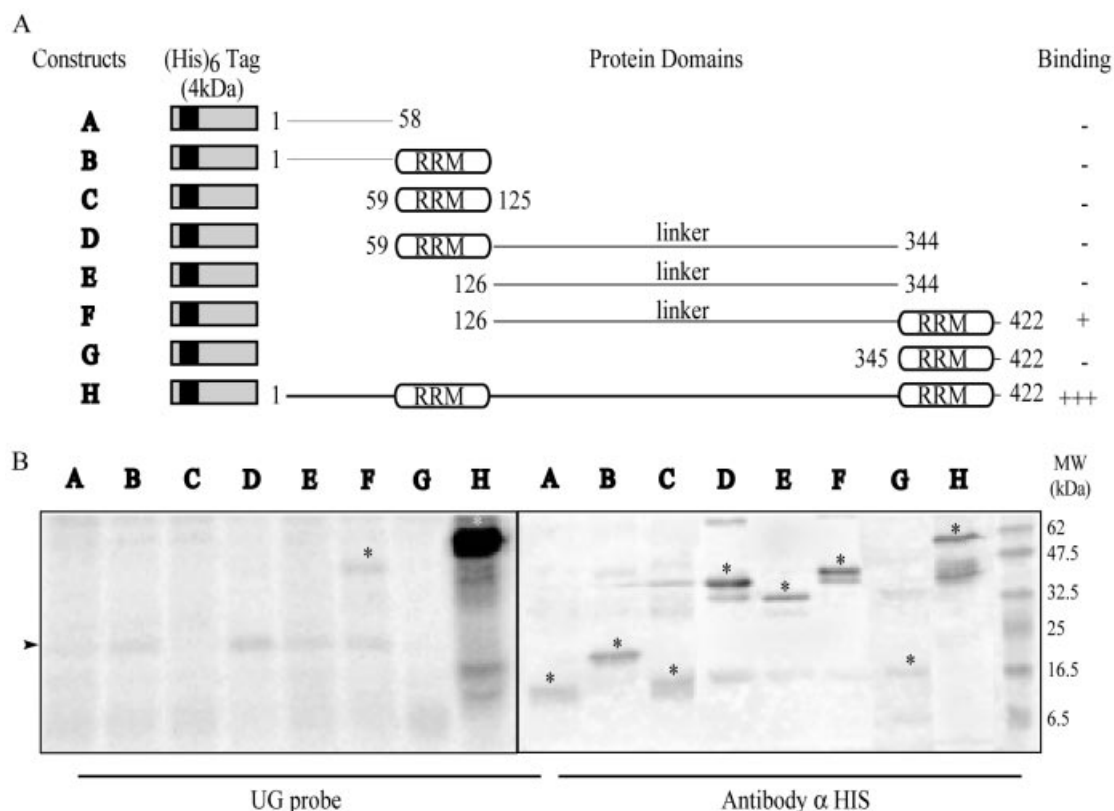 A
Constructs (His)6 Tag Protein Domains Binding
(4kDa)
A 1 58 -
B 1 RRM -
C 59 RRM 125 -
D 59 RRM linker 344 -
E 126 linker 344 -
F 126 linker RRM 422 +
G 345 RRM 422 -
H 1 RRM RRM 422 +++
B
A B C D E F G H A B C D E F G H MW
(kDa)
* * * * * * * * * *
62
47.5
32.5
25
16.5
6.5
UG probe Antibody α HIS